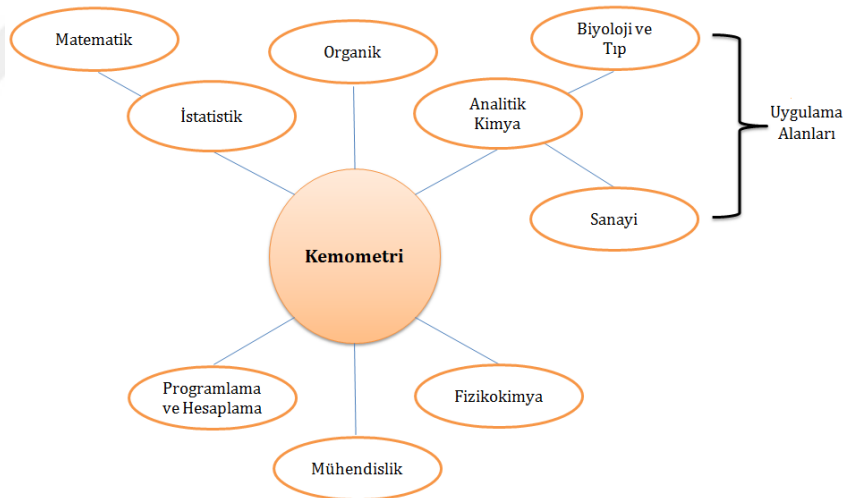 Matematik
Organik
Biyoloji ve
Tıp
İstatistik
Analitik
Kimya
Uygulama
Alanları
Sanayi
Kemometri
Programlama
ve Hesaplama
Fizikokimya
Mühendislik